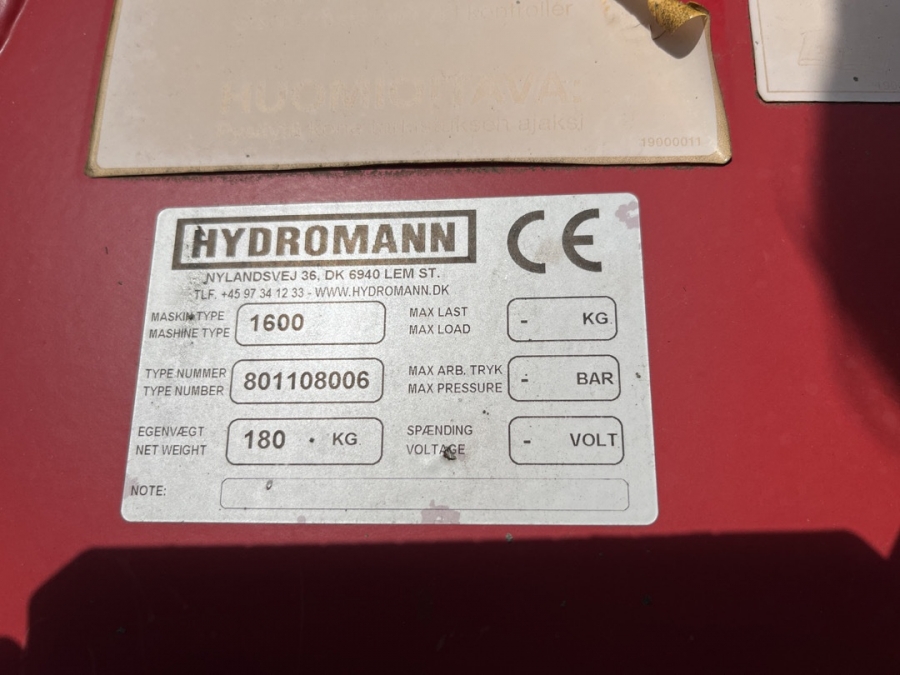 HUOMIO
ajaksi
19000011
HYDROMANN
CE
NYLANDSVEJ 36, DK 6940 LEM ST.
TLF. +45 97 34 12 33 - WWW.HYDROMANN.DK
MASKIN TYPE
MASHINE TYPE
1600
MAX LAST
MAX LOAD
- KG
TYPE NUMMER
TYPE NUMBER
801108006
MAX ARB. TRYK
MAX PRESSURE
- BAR
EGENVÆGT
NET WEIGHT
180 KG
SPÆNDING
VOLTAGE
- VOLT
NOTE: